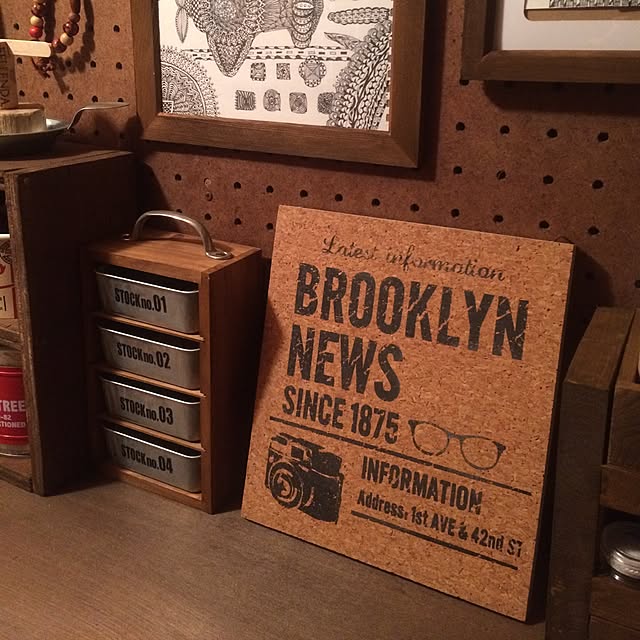 Latest information
BROOKLYN
NEWS
SINCE 1875
INFORMATION
Address: 1st AVE & 42nd ST
STOCK no.01
STOCK no.02
STOCK no.03
STOCK no.04
TREE
-82